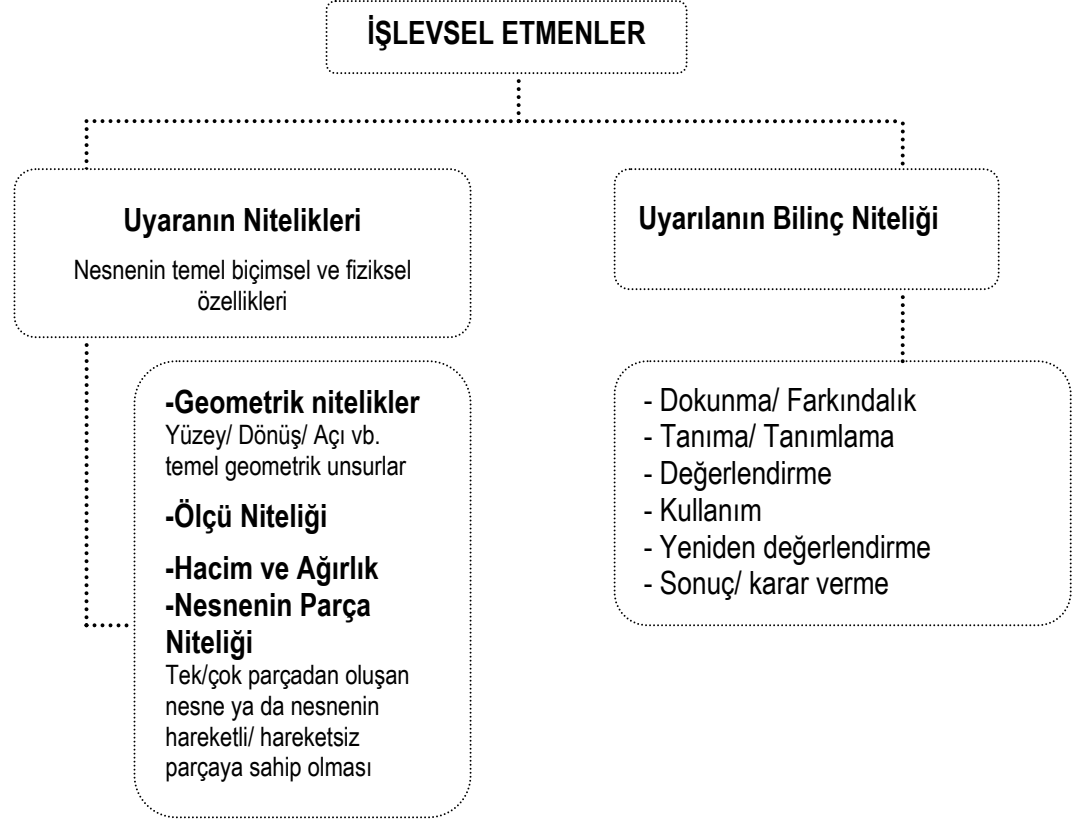 İŞLEVSEL ETMENLER
Uyaranın Nitelikleri
Nesnenin temel biçimsel ve fiziksel
özellikleri
-Geometrik nitelikler
Yüzey/ Dönüş/ Açı vb.
temel geometrik unsurlar
-Ölçü Niteliği
-Hacim ve Ağırlık
-Nesnenin Parça
Niteliği
Tek/çok parçadan oluşan
nesne ya da nesnenin
hareketli/ hareketsiz
parçaya sahip olması
Uyarılanın Bilinç Niteliği
- Dokunma/ Farkındalık
- Tanıma/ Tanımlama
- Değerlendirme
- Kullanım
- Yeniden değerlendirme
- Sonuç/ karar verme